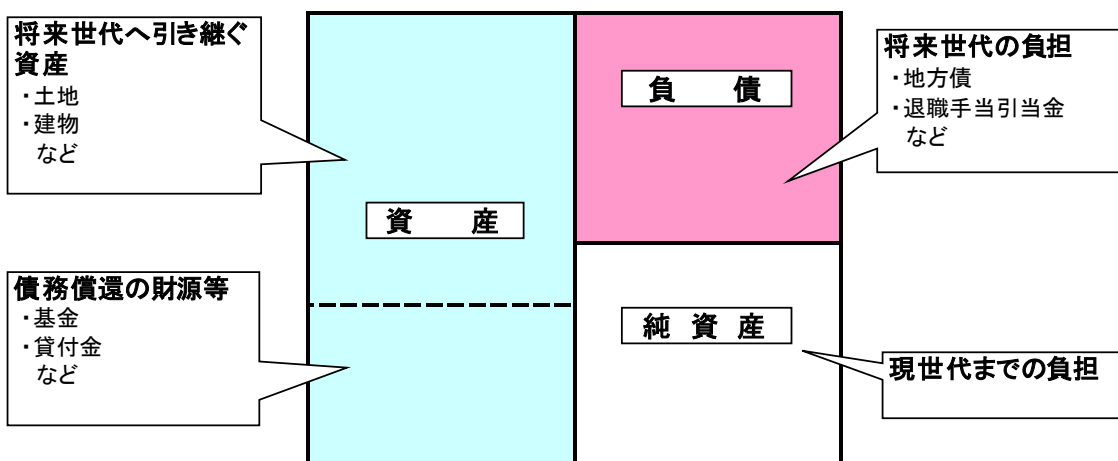 将来世代へ引き継ぐ
資産
・土地
・建物
など
負　債
将来世代の負担
・地方債
・退職手当引当金
など
資　産
債務償還の財源等
・基金
・貸付金
など
純 資 産
現世代までの負担